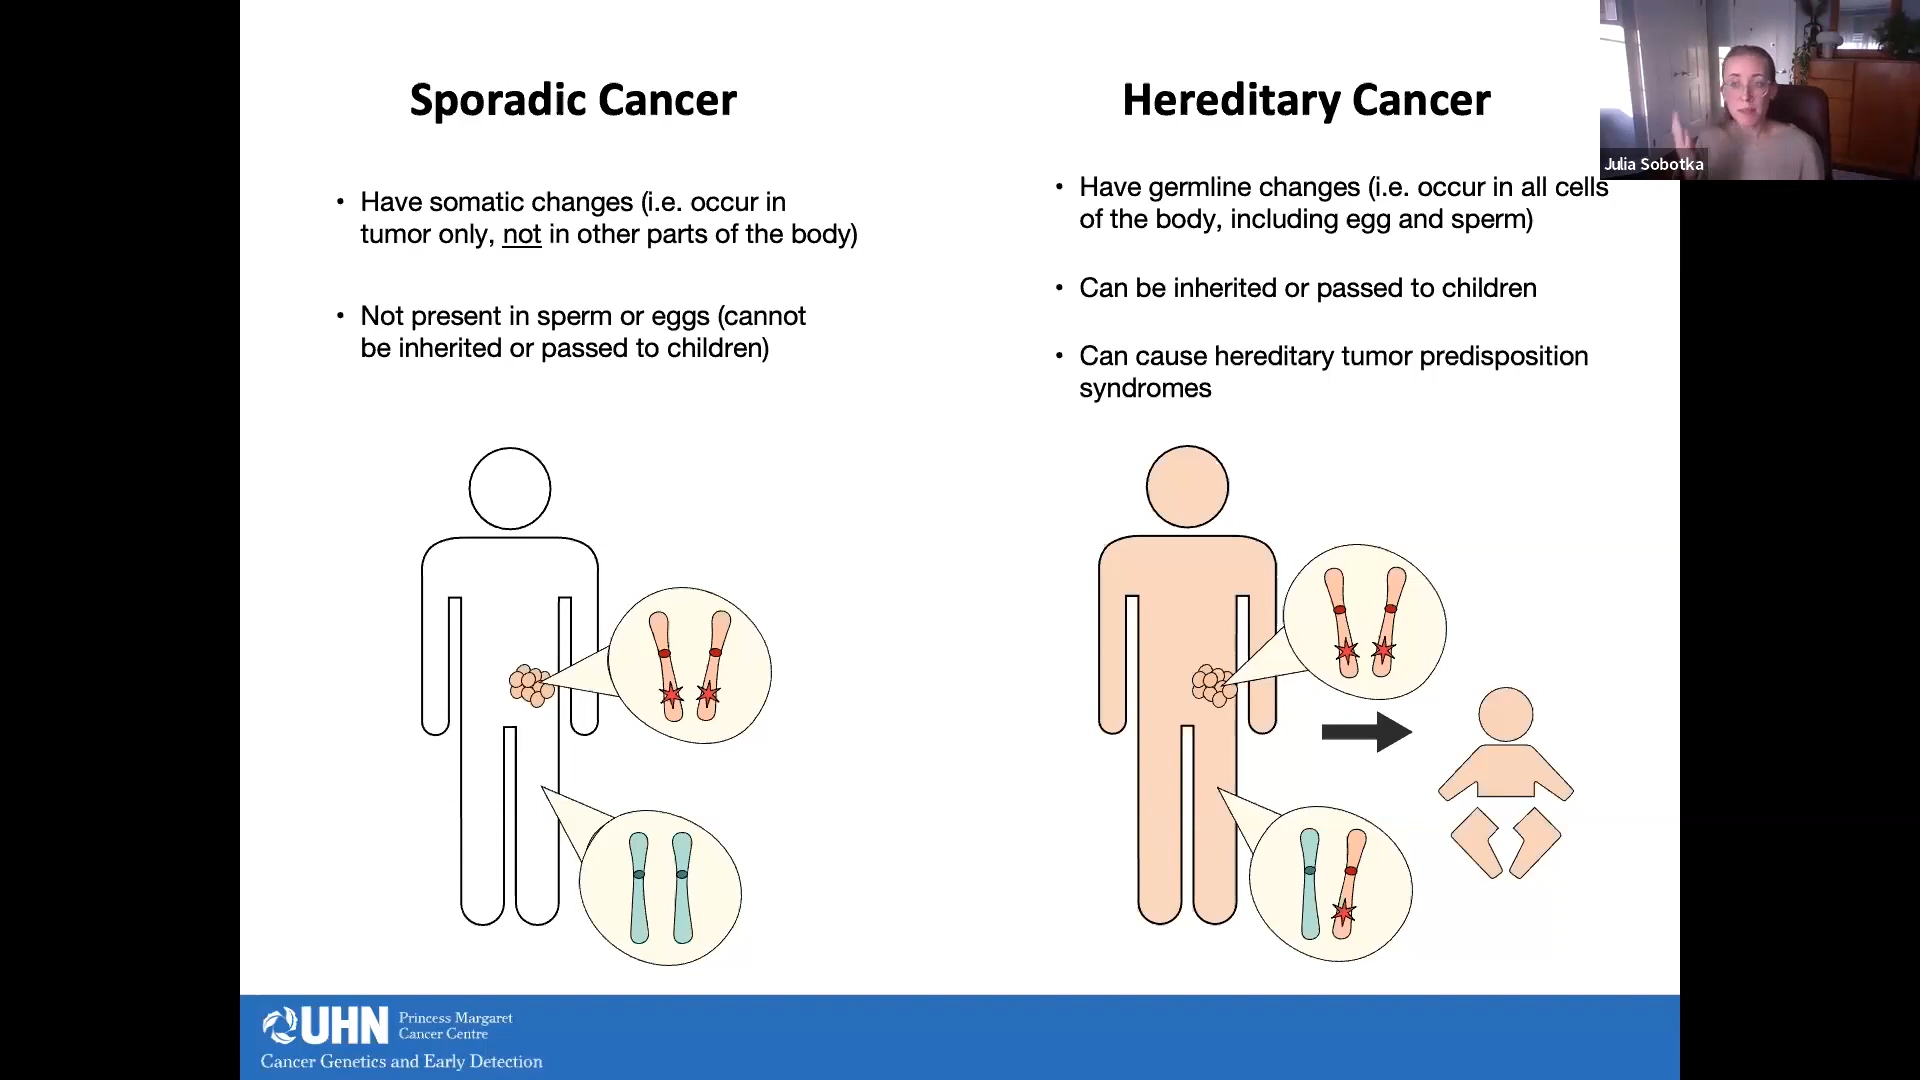 Sporadic Cancer
• Have somatic changes (i.e. occur in
tumor only, not in other parts of the body)
• Not present in sperm or eggs (cannot
be inherited or passed to children)
Hereditary Cancer
• Have germline changes (i.e. occur in all cells
of the body, including egg and sperm)
• Can be inherited or passed to children
• Can cause hereditary tumor predisposition
syndromes
Julia Sobotka
UHN
Princess Margaret
Cancer Centre
Cancer Genetics and Early Detection